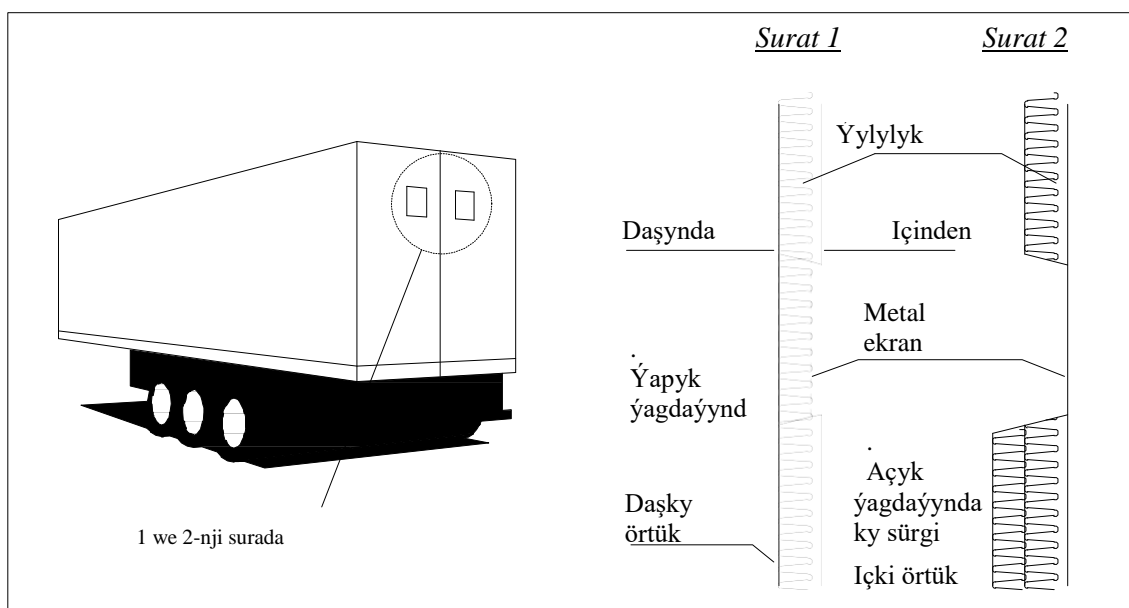 Surat 1
Surat 2
Ýylylyk
Daşynda
Içinden
Metal
ekran
.
Ýapyk
ýagdaýynd
.
Açyk
ýagdaýynda
ky sürgi
Daşky
örtük
Içki örtük
1 we 2-nji surada